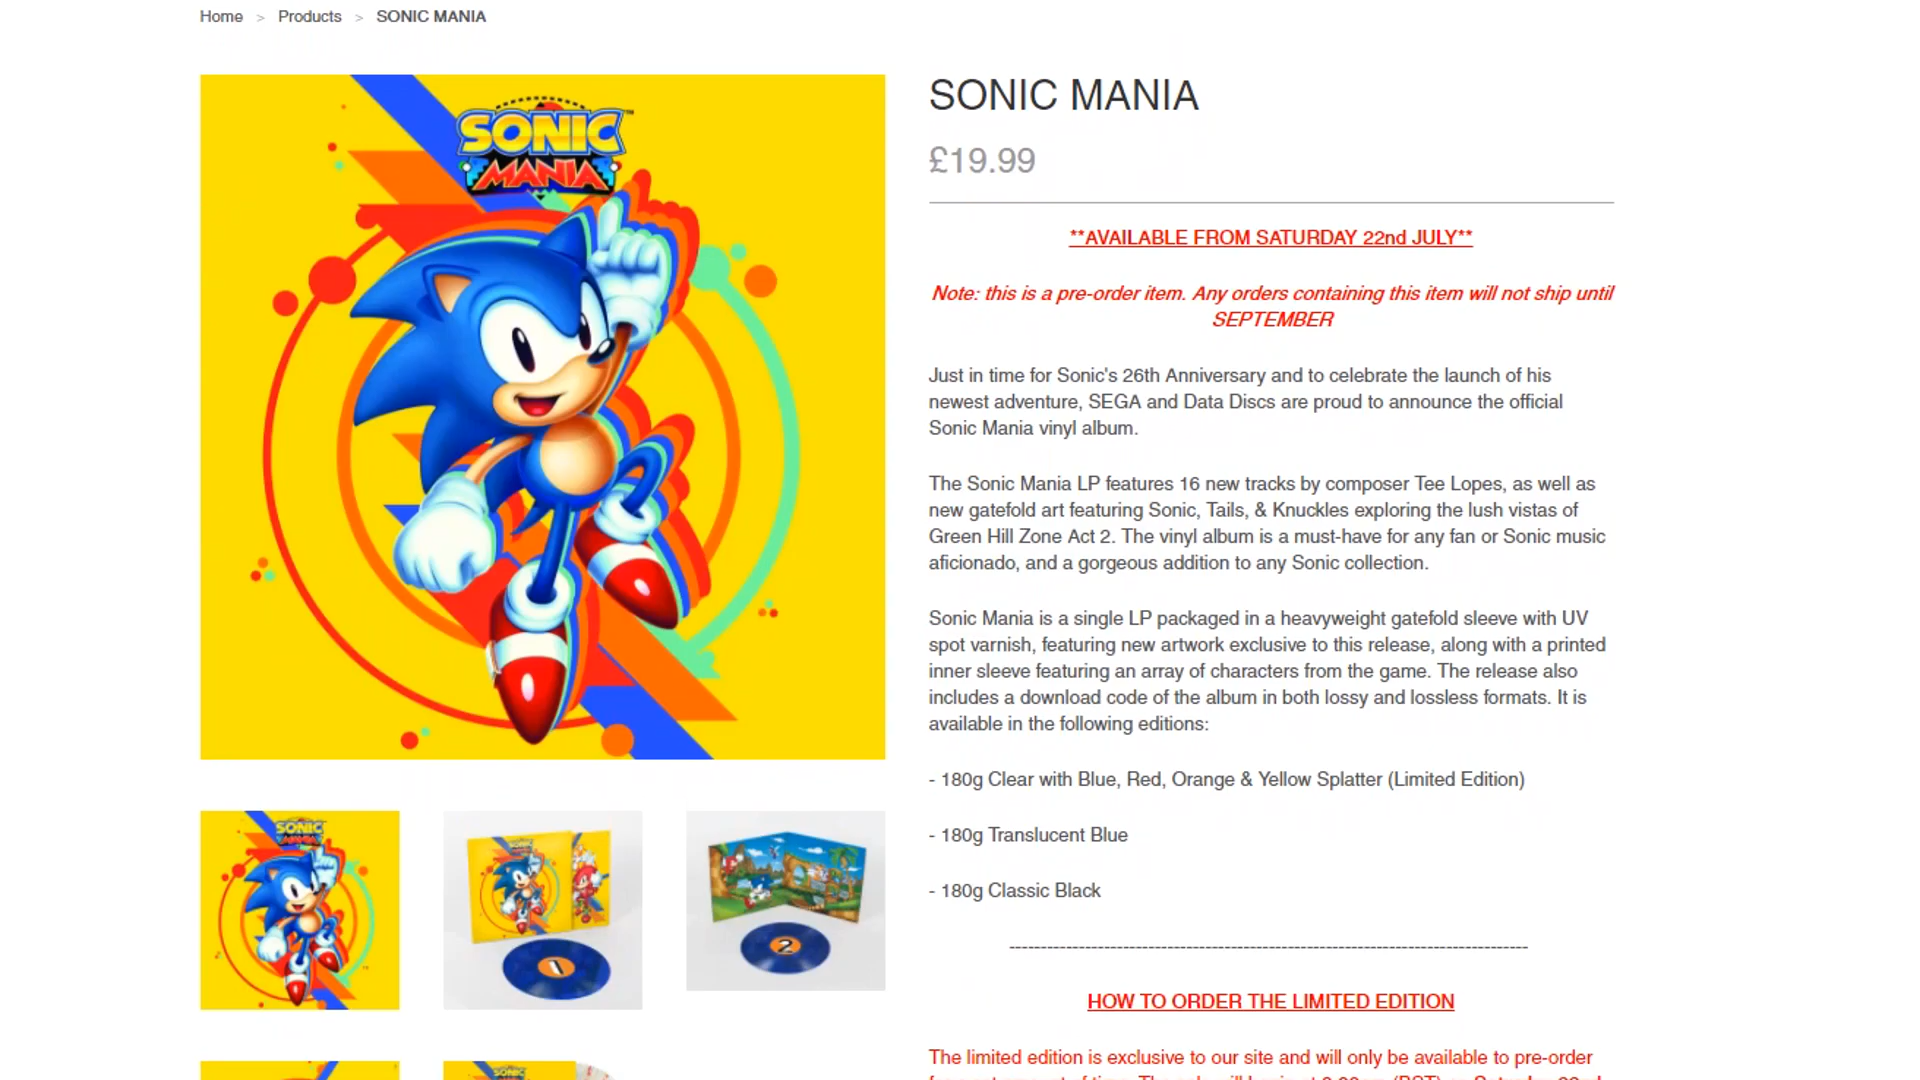 Home > Products > SONIC MANIA
SONIC MANIA
SONIC MANIA
£19.99
**AVAILABLE FROM SATURDAY 22nd JULY**
Note: this is a pre-order item. Any orders containing this item will not ship until
SEPTEMBER
Just in time for Sonic's 26th Anniversary and to celebrate the launch of his
newest adventure, SEGA and Data Discs are proud to announce the official
Sonic Mania vinyl album.
The Sonic Mania LP features 16 new tracks by composer Tee Lopes, as well as
new gatefold art featuring Sonic, Tails, & Knuckles exploring the lush vistas of
Green Hill Zone Act 2. The vinyl album is a must-have for any fan or Sonic music
aficionado, and a gorgeous addition to any Sonic collection.
Sonic Mania is a single LP packaged in a heavyweight gatefold sleeve with UV
spot varnish, featuring new artwork exclusive to this release, along with a printed
inner sleeve featuring an array of characters from the game. The release also
includes a download code of the album in both lossy and lossless formats. It is
available in the following editions:
- 180g Clear with Blue, Red, Orange & Yellow Splatter (Limited Edition)
- 180g Translucent Blue
- 180g Classic Black
--------------------------------------------------------------------------------------
HOW TO ORDER THE LIMITED EDITION
The limited edition is exclusive to our site and will only be available to pre-order
SONIC MANIA
SONIC
1
2
SONIC